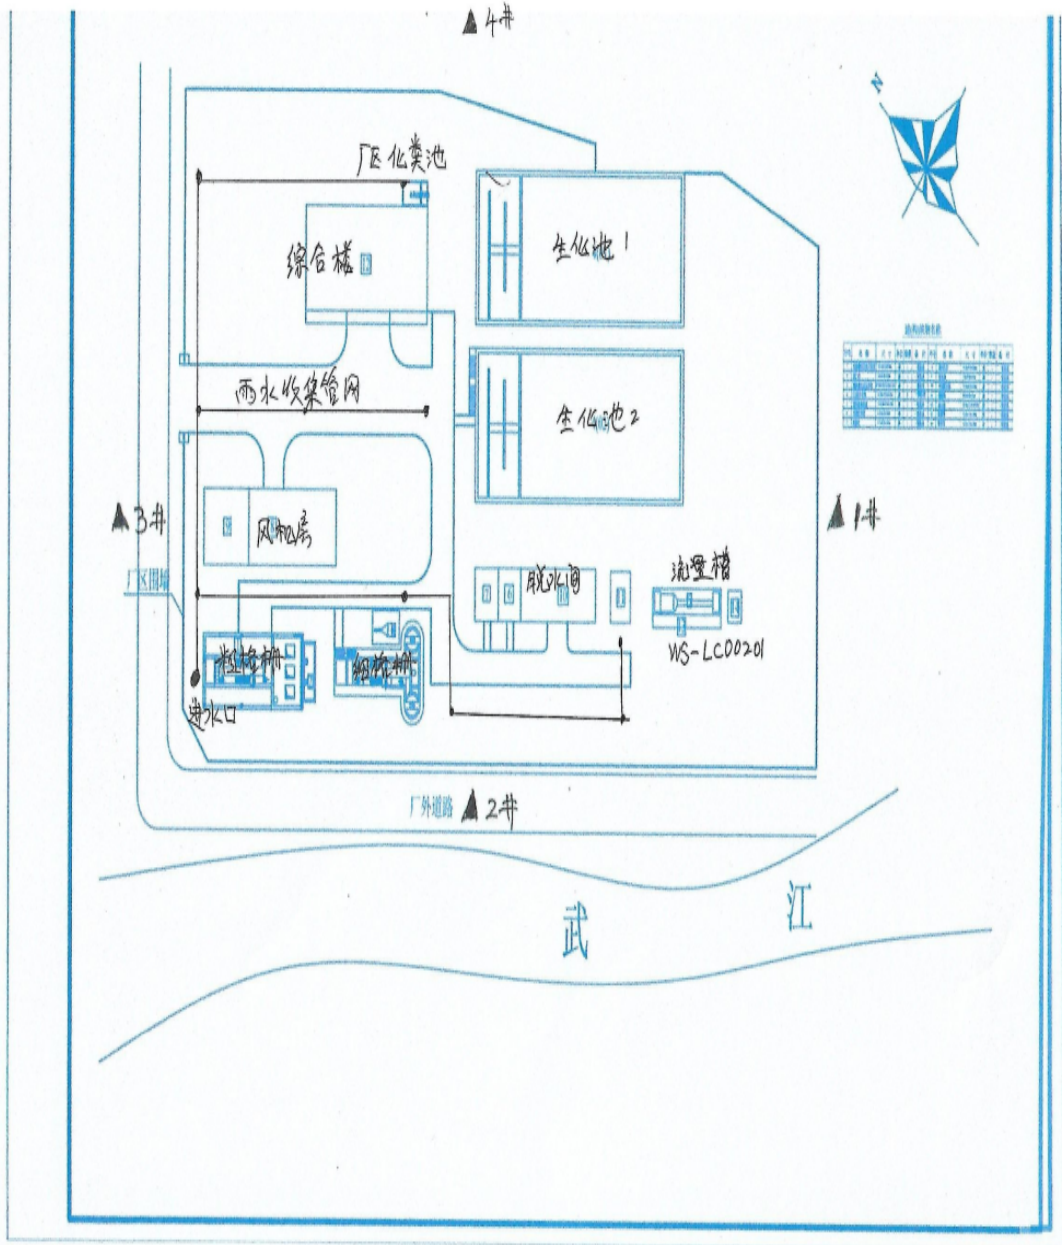 ▲4#
N
厂区化粪池
综合楼
生化池1
雨水收集管网
生化池2
▲3#
▲1#
风机房
脱水间
流量槽
厂区围墙
WS-LC00201
粗格栅
细格栅
进水口
厂外道路
▲2#
武江